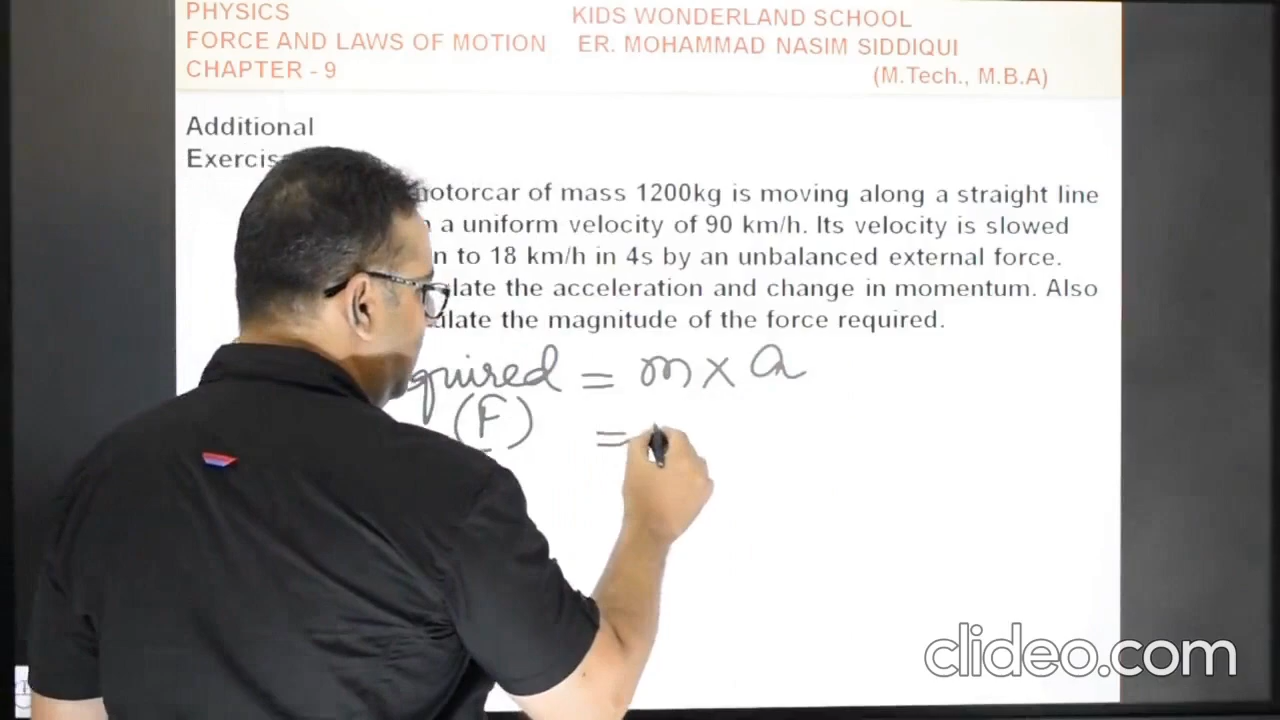 PHYSICS KIDS WONDERLAND SCHOOL
FORCE AND LAWS OF MOTION ER. MOHAMMAD NASIM SIDDIQUI
CHAPTER - 9 (M.Tech., M.B.A)
Additional
Exercis
motorcar of mass 1200kg is moving along a straight line
a uniform velocity of 90 km/h. Its velocity is slowed
n to 18 km/h in 4s by an unbalanced external force.
ulate the acceleration and change in momentum. Also
ulate the magnitude of the force required.
quired = m x a
(F) =
clideo.com